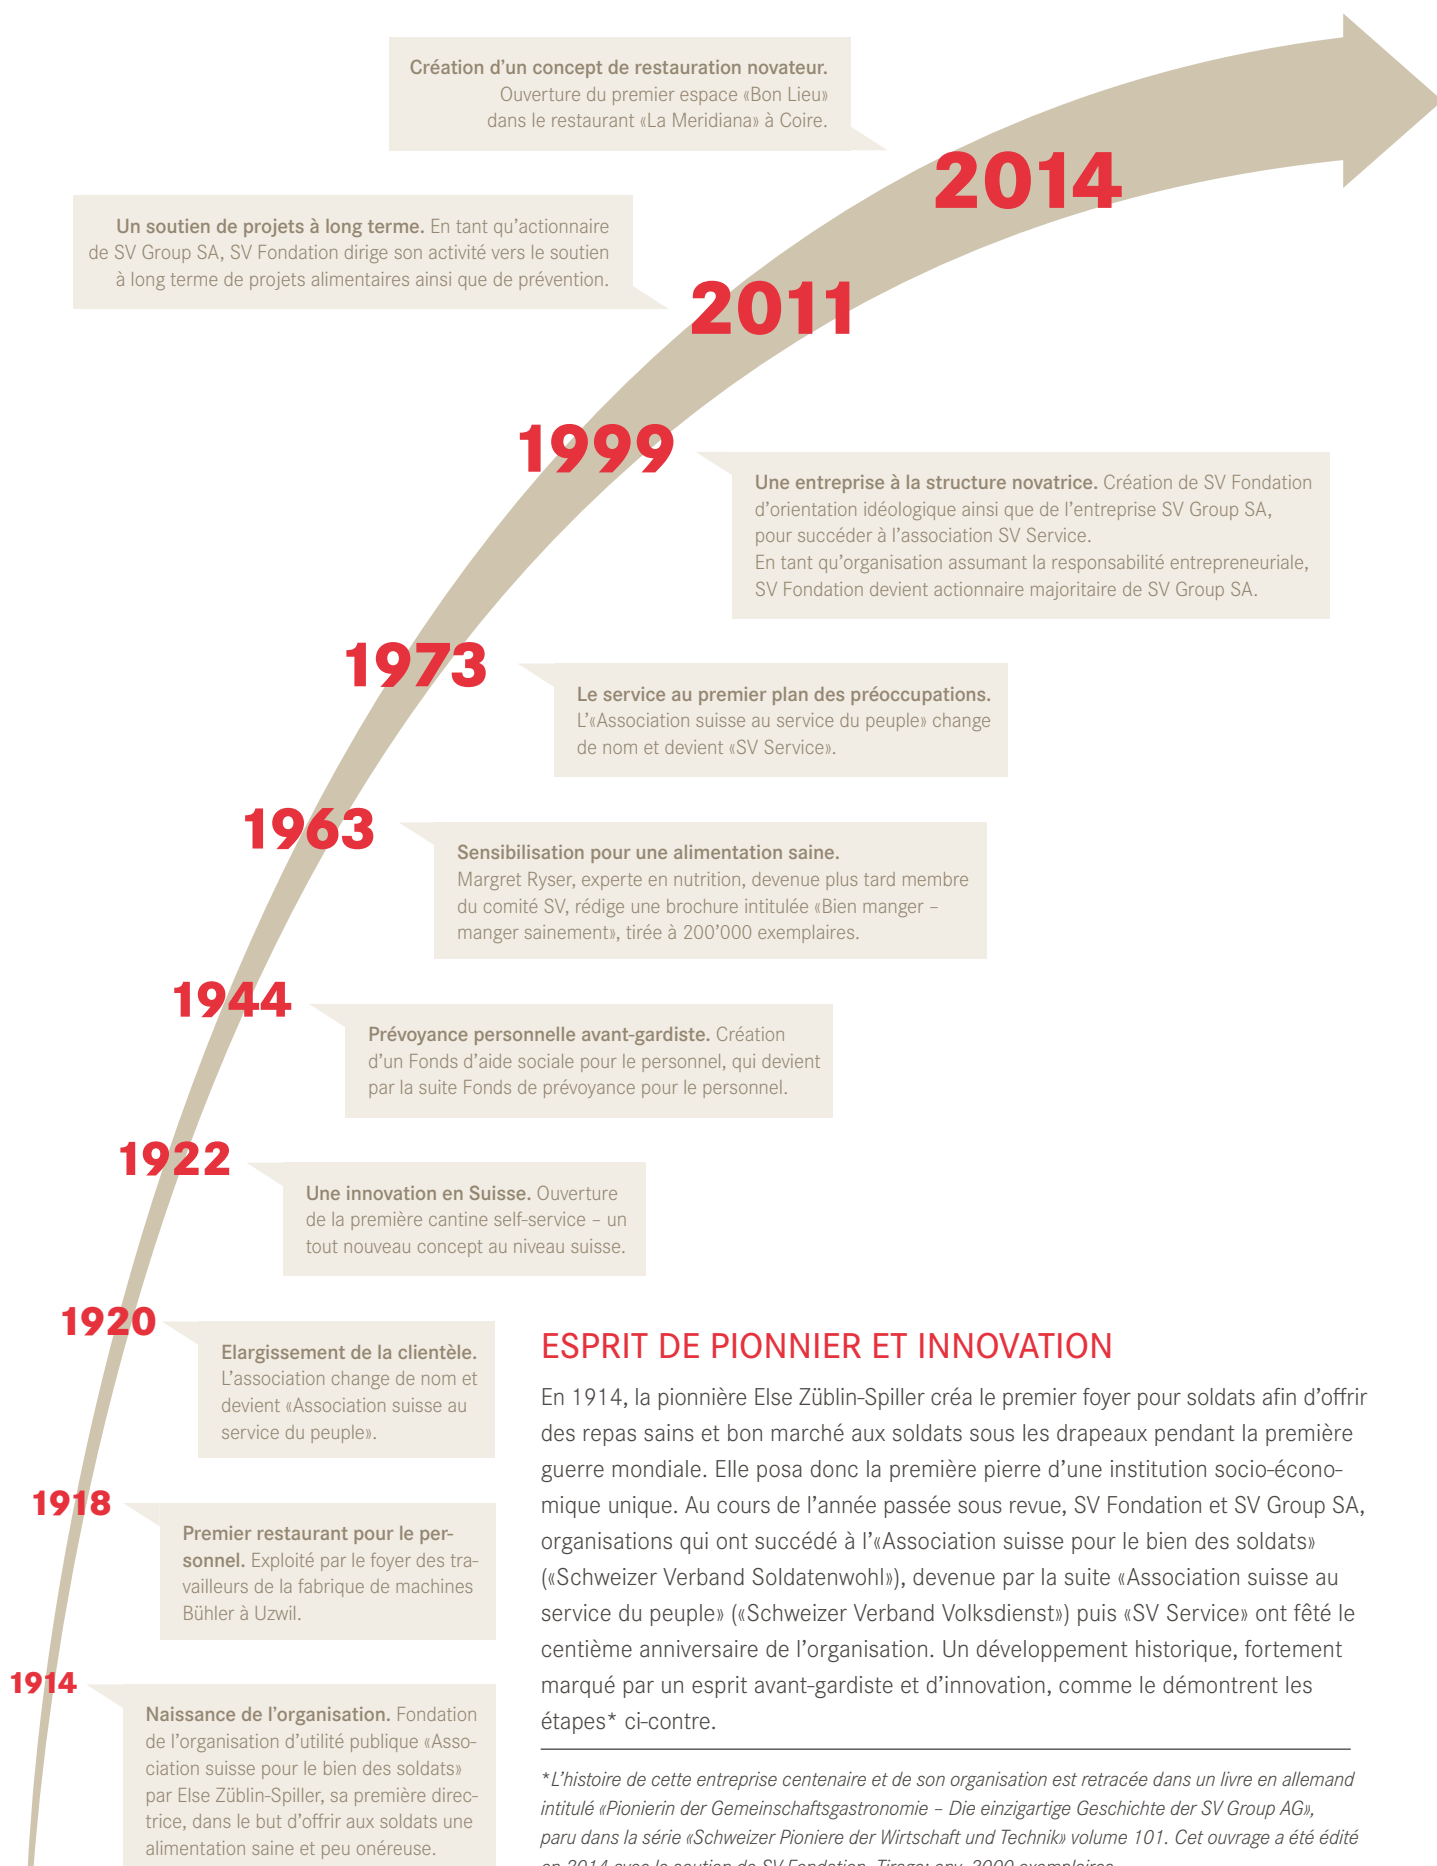 Création d’un concept de restauration novateur.
Ouverture du premier espace «Bon Lieu»
dans le restaurant «La Meridiana» à Coire.
2014
Un soutien de projets à long terme. En tant qu’actionnaire
de SV Group SA, SV Fondation dirige son activité vers le soutien
à long terme de projets alimentaires ainsi que de prévention.
2011
1999
Une entreprise à la structure novatrice. Création de SV Fondation
d’orientation idéologique ainsi que de l’entreprise SV Group SA,
pour succéder à l’association SV Service.
En tant qu’organisation assumant la responsabilité entrepreneuriale,
SV Fondation devient actionnaire majoritaire de SV Group SA.
1973
Le service au premier plan des préoccupations.
L’«Association suisse au service du peuple» change
de nom et devient «SV Service».
1963
Sensibilisation pour une alimentation saine.
Margret Ryser, experte en nutrition, devenue plus tard membre
du comité SV, rédige une brochure intitulée «Bien manger –
manger sainement», tirée à 200’000 exemplaires.
1944
Prévoyance personnelle avant-gardiste. Création
d’un Fonds d’aide sociale pour le personnel, qui devient
par la suite Fonds de prévoyance pour le personnel.
1922
Une innovation en Suisse. Ouverture
de la première cantine self-service – un
tout nouveau concept au niveau suisse.
1920
Elargissement de la clientèle.
L’association change de nom et
devient «Association suisse au
service du peuple».
1918
Premier restaurant pour le per-
sonnel. Exploité par le foyer des tra-
vailleurs de la fabrique de machines
Bühler à Uzwil.
1914
Naissance de l’organisation. Fondation
de l’organisation d’utilité publique «Asso-
ciation suisse pour le bien des soldats»
par Else Züblin-Spiller, sa première direc-
trice, dans le but d’offrir aux soldats une
alimentation saine et peu onéreuse.
ESPRIT DE PIONNIER ET INNOVATION
En 1914, la pionnière Else Züblin-Spiller créa le premier foyer pour soldats afin d’offrir
des repas sains et bon marché aux soldats sous les drapeaux pendant la première
guerre mondiale. Elle posa donc la première pierre d’une institution socio-écono-
mique unique. Au cours de l’année passée sous revue, SV Fondation et SV Group SA,
organisations qui ont succédé à l’«Association suisse pour le bien des soldats»
(«Schweizer Verband Soldatenwohl»), devenue par la suite «Association suisse au
service du peuple» («Schweizer Verband Volksdienst») puis «SV Service» ont fêté le
centième anniversaire de l’organisation. Un développement historique, fortement
marqué par un esprit avant-gardiste et d’innovation, comme le démontrent les
étapes* ci-contre.
*L’histoire de cette entreprise centenaire et de son organisation est retracée dans un livre en allemand
intitulé «Pionierin der Gemeinschaftsgastronomie – Die einzigartige Geschichte der SV Group AG»,
paru dans la série «Schweizer Pioniere der Wirtschaft und Technik» volume 101. Cet ouvrage a été édité
en 2014 avec le soutien de SV Fondation. Tirage: env. 2000 exemplaires.